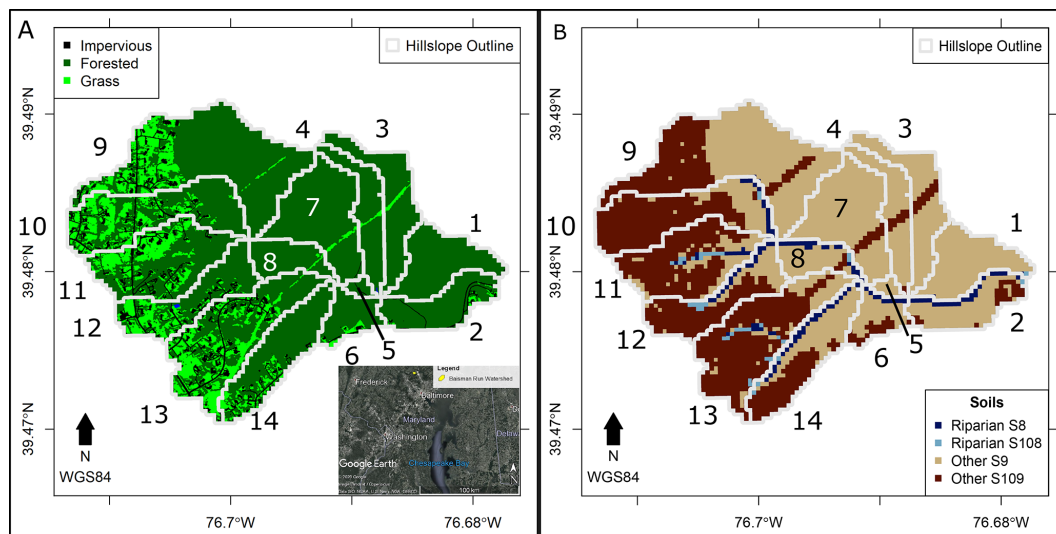 A
Impervious
Forested
Grass
Hillslope Outline
39.49°N
39.48°N
39.47°N
9
4
3
10
7
1
8
11
12
2
5
6
13
14
N
WGS84
76.7°W
76.68°W
Legend
Baisman Run Watershed
Frederick
Baltimore
Maryland
Washington
Chesapeake Bay
Google Earth
100 km
N
B
Hillslope Outline
39.49°N
39.48°N
39.47°N
9
4
3
10
7
1
8
11
12
2
5
6
13
14
N
WGS84
76.7°W
76.68°W
Soils
Riparian S8
Riparian S108
Other S9
Other S109